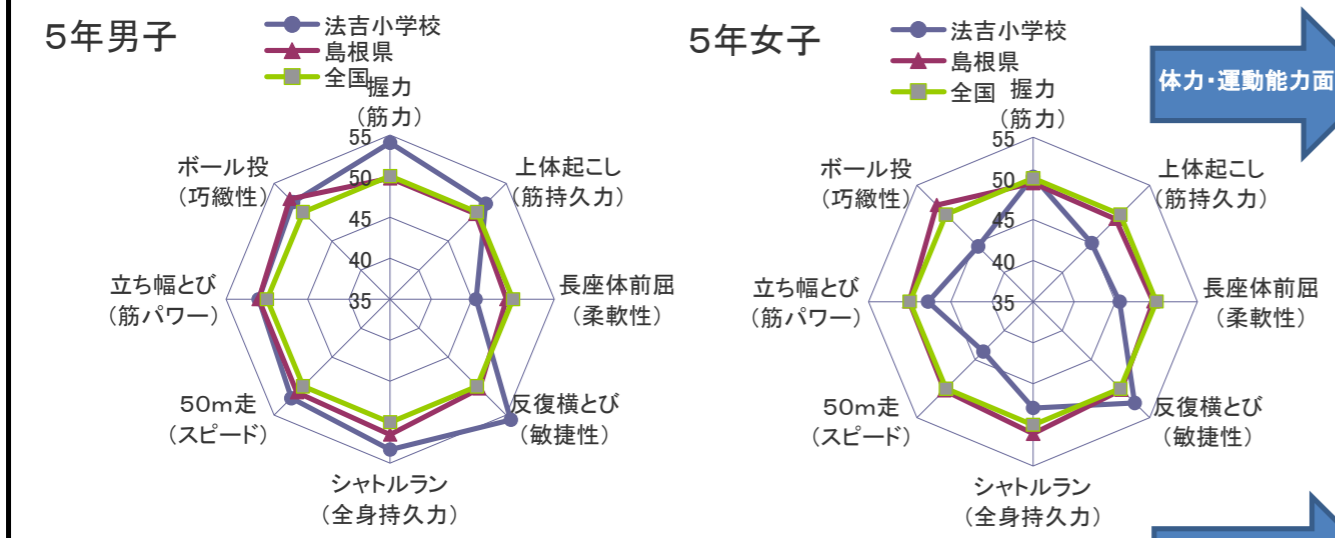 5年男子
法吉小学校
島根県
全国
握力
(筋力)
上体起こし
(筋持久力)
長座体前屈
(柔軟性)
反復横とび
(敏捷性)
シャトルラン
(全身持久力)
50m走
(スピード)
立ち幅とび
(筋パワー)
ボール投
(巧緻性)
55
50
45
40
35
5年女子
法吉小学校
島根県
全国
握力
(筋力)
上体起こし
(筋持久力)
長座体前屈
(柔軟性)
反復横とび
(敏捷性)
シャトルラン
(全身持久力)
50m走
(スピード)
立ち幅とび
(筋パワー)
ボール投
(巧緻性)
55
50
45
40
35
体力・運動能力面